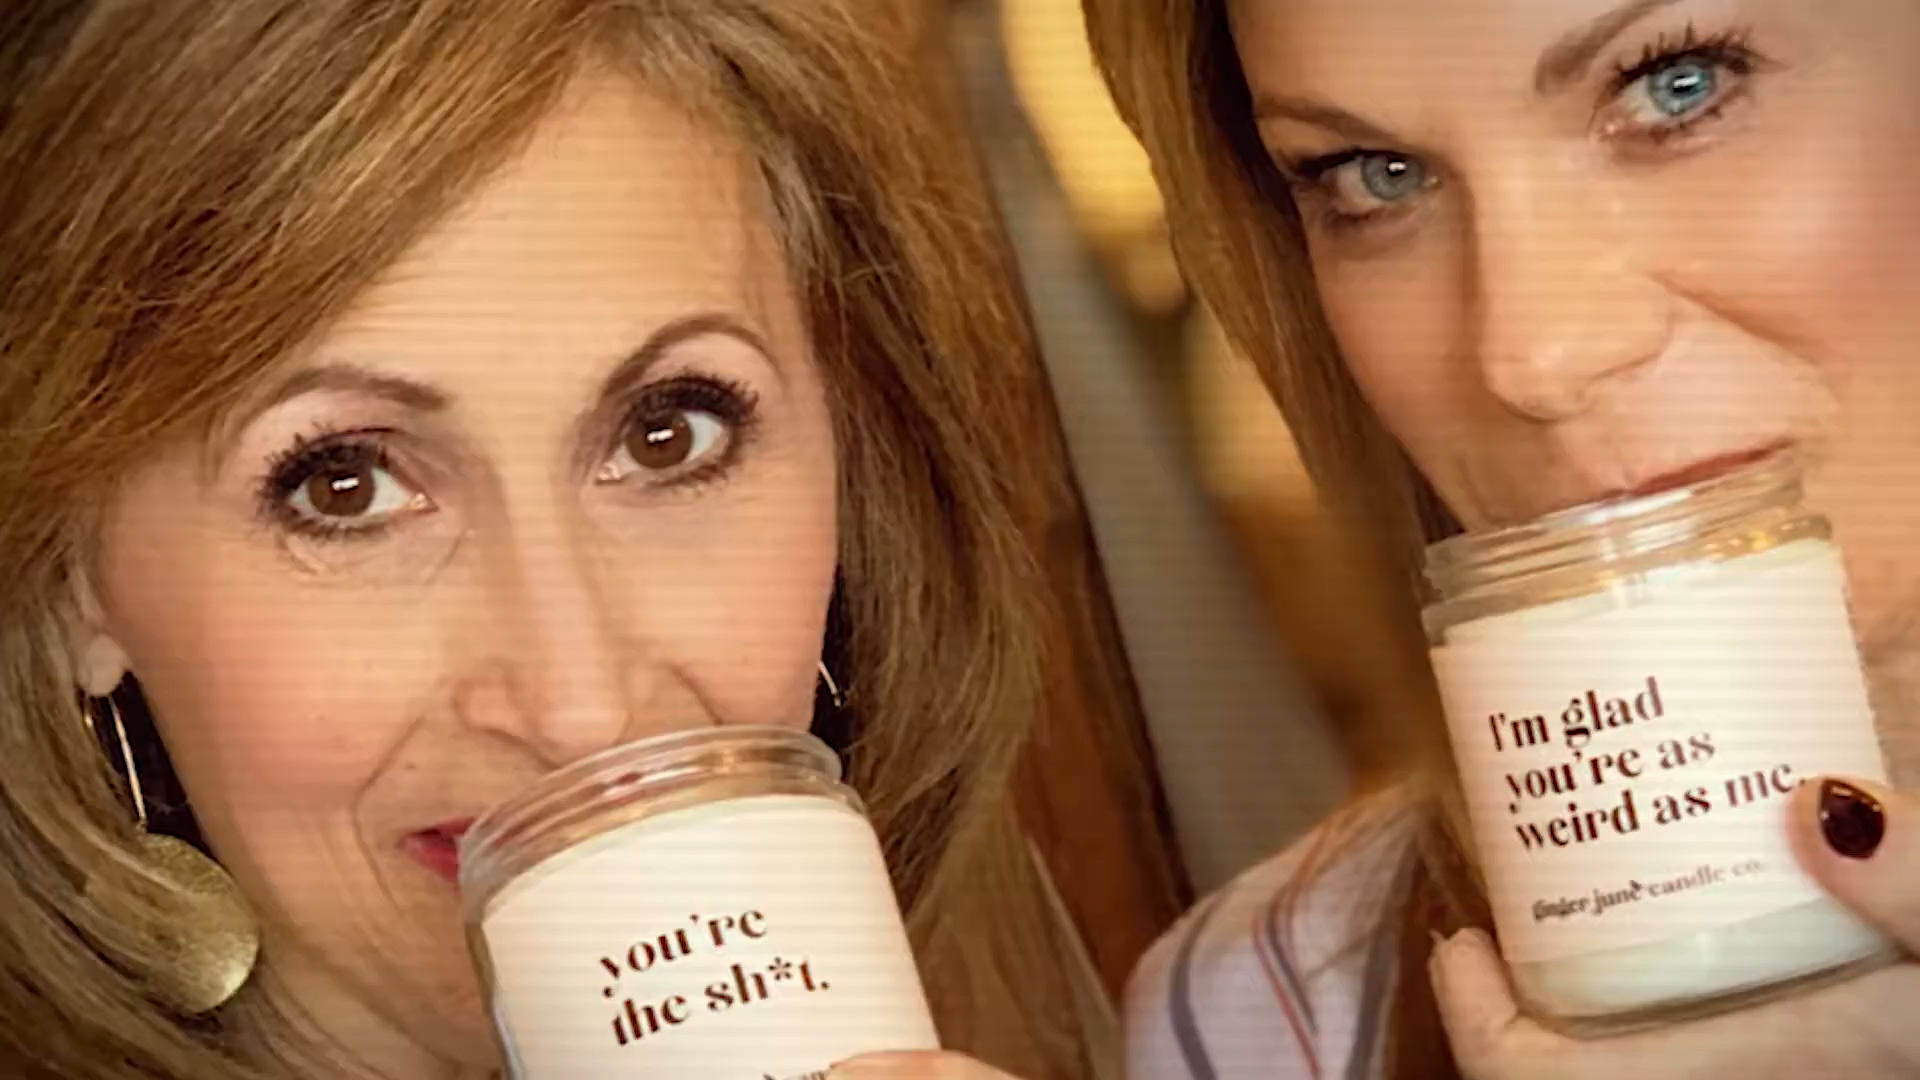 you're
the sh*t.
I'm glad
you're as
weird as me.
ginger june candle co.